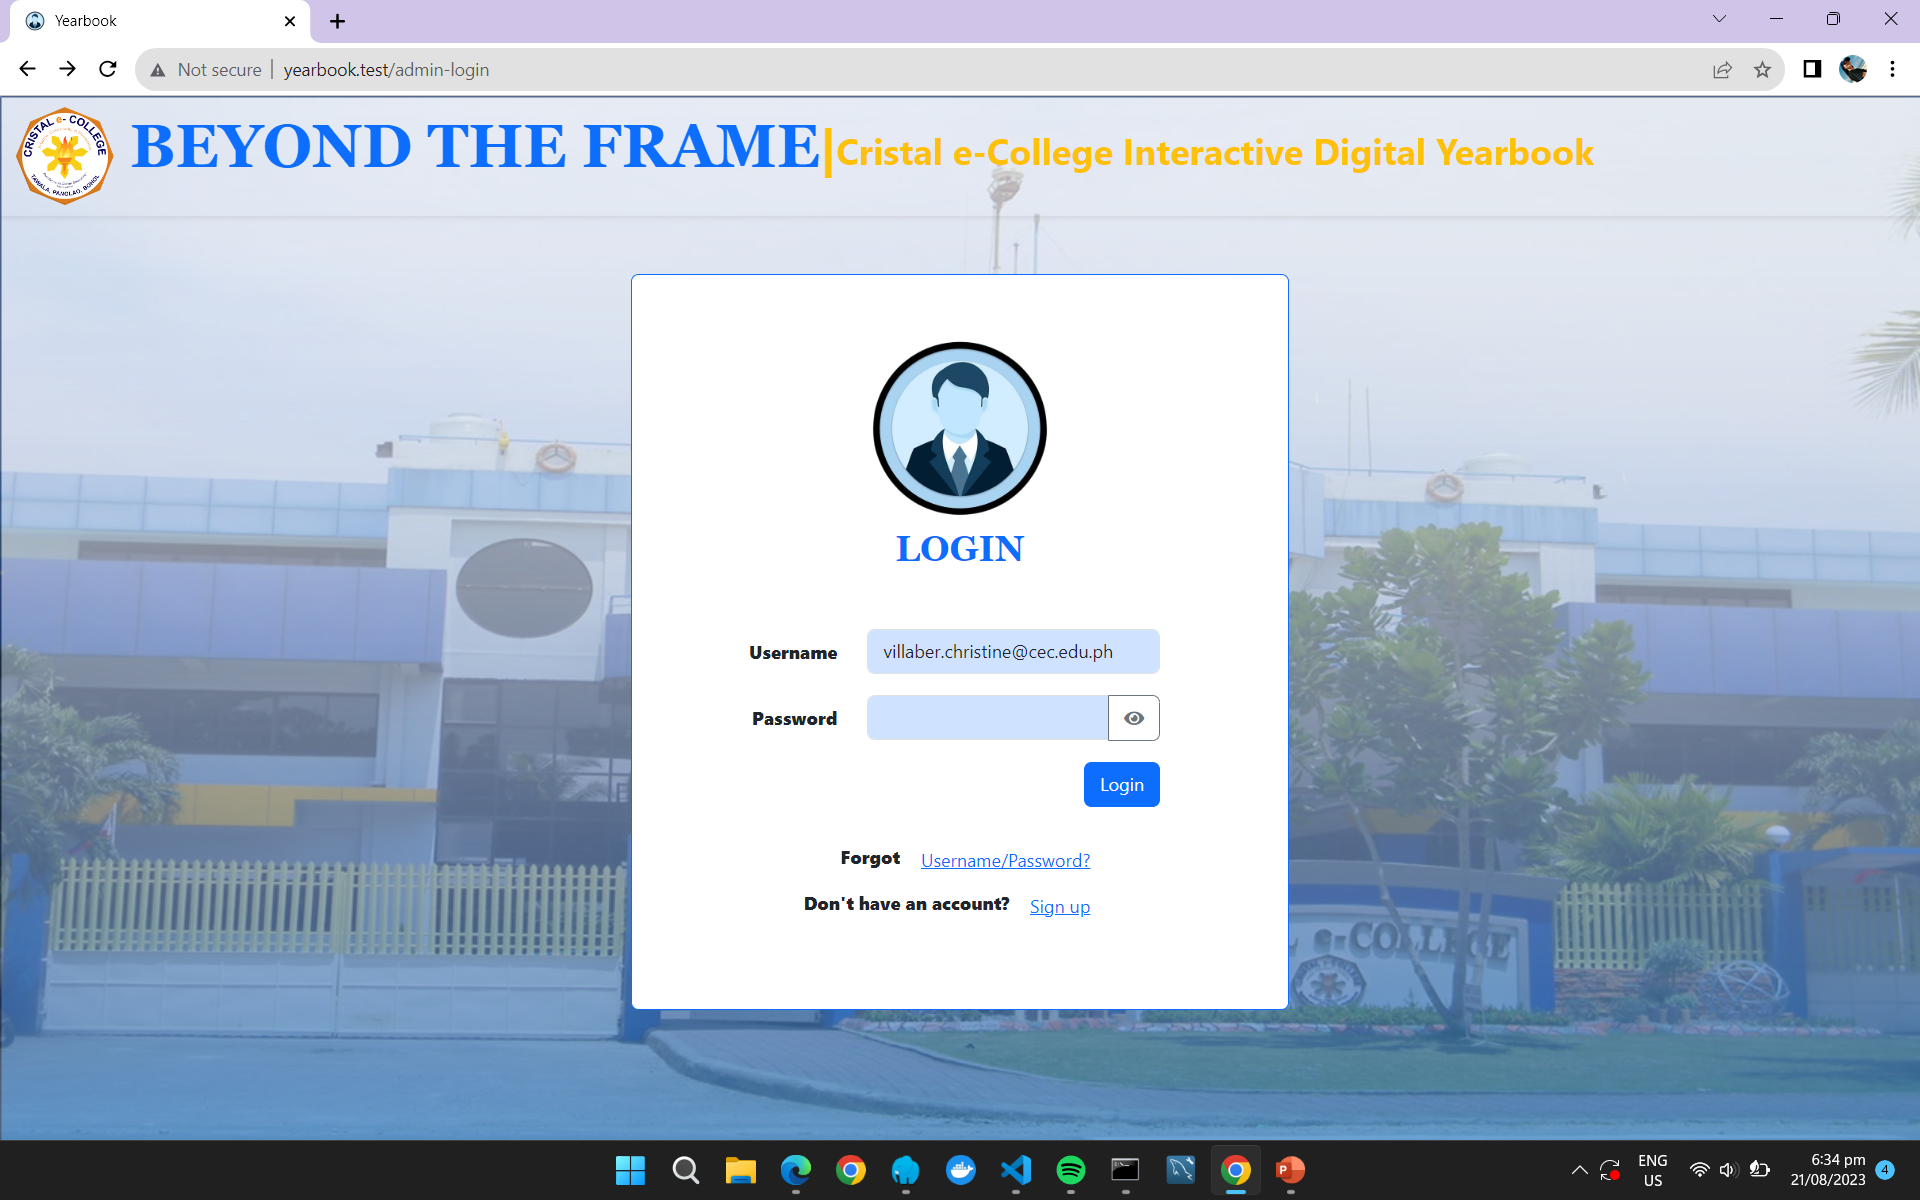 Yearbook
Not secure | yearbook.test/admin-login
CRISTAL e-COLLEGE
TAWALA, PANGLAO, BOHOL
BEYOND THE FRAME|Cristal e-College Interactive Digital Yearbook
LOGIN
Username villaber.christine@cec.edu.ph
Password
Login
Forgot Username/Password?
Don't have an account? Sign up
e-COLLEGE
ENG
US
6:34 pm
21/08/2023
4